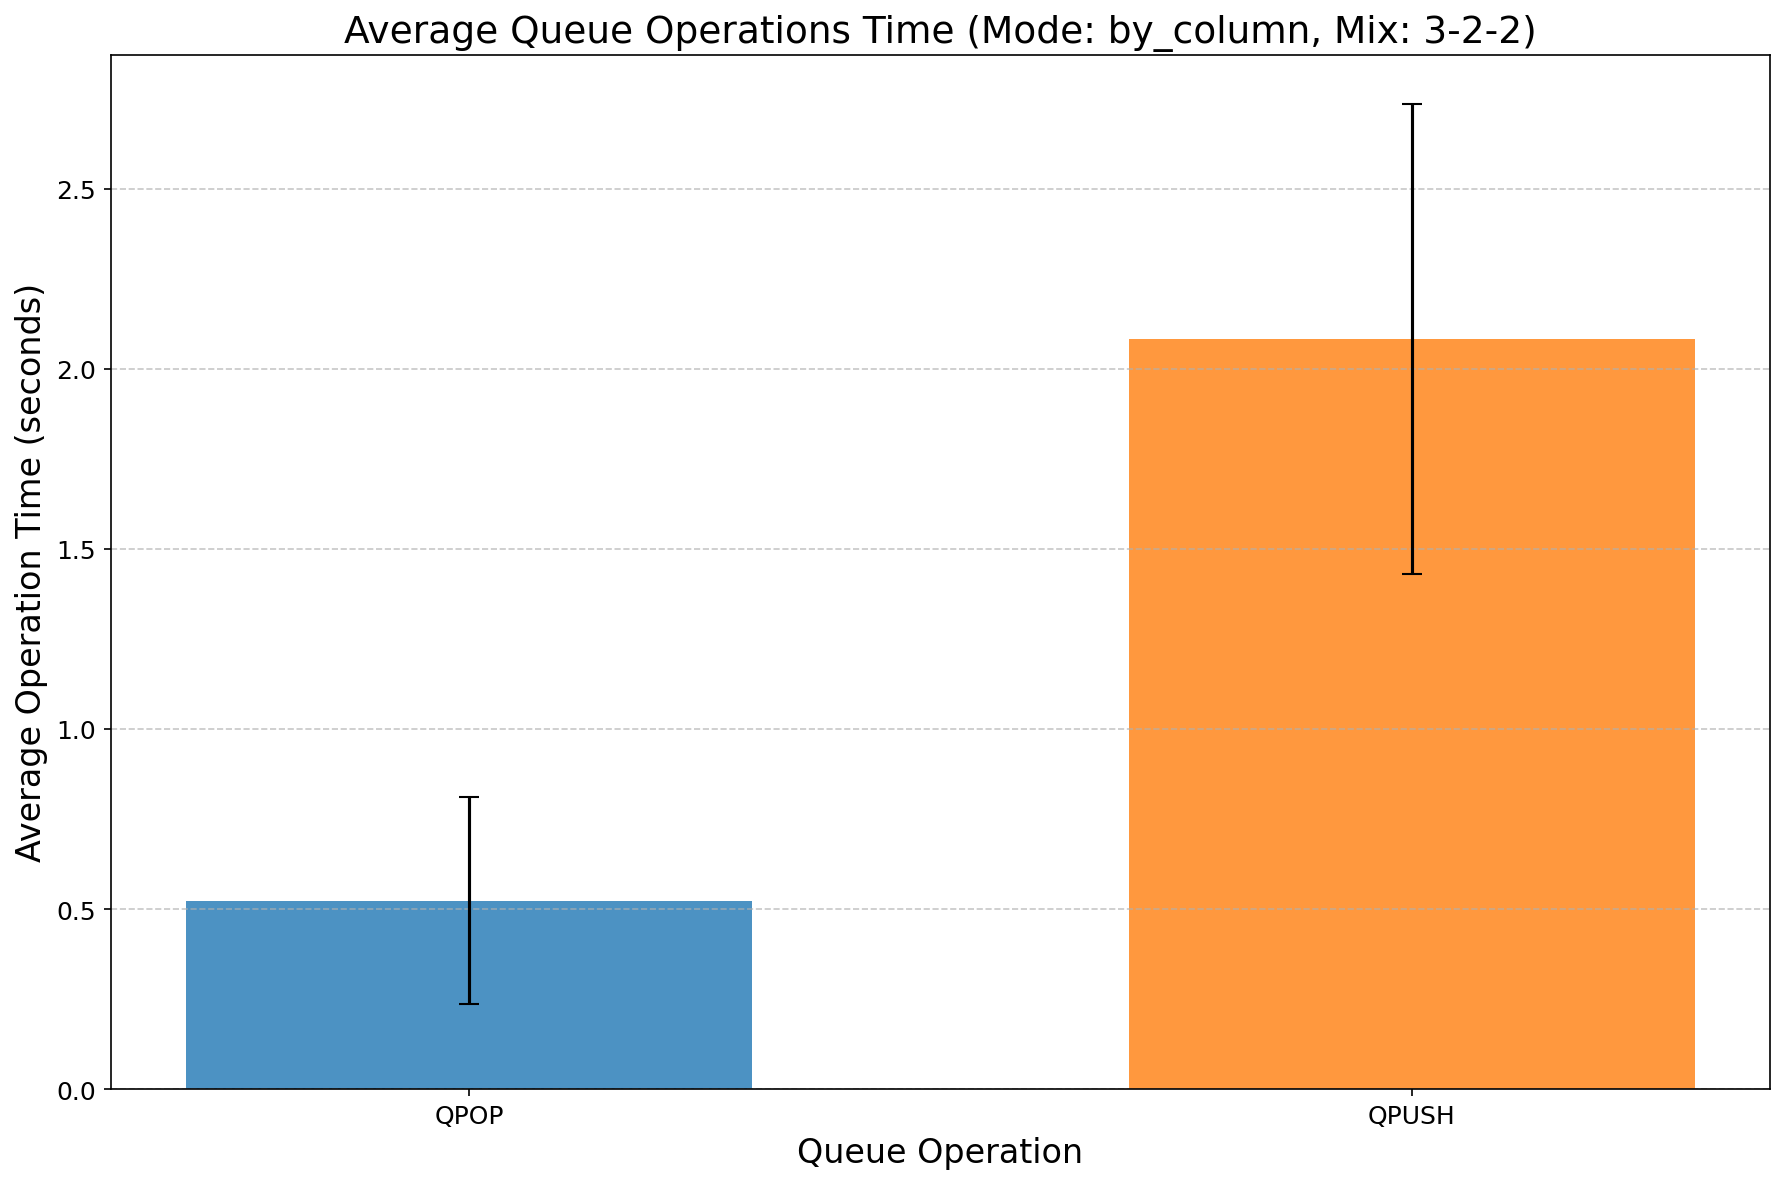 Average Queue Operations Time (Mode: by_column, Mix: 3-2-2)
Average Operation Time (seconds)
2.5
2.0
1.5
1.0
0.5
0.0
QPOP
QPUSH
Queue Operation